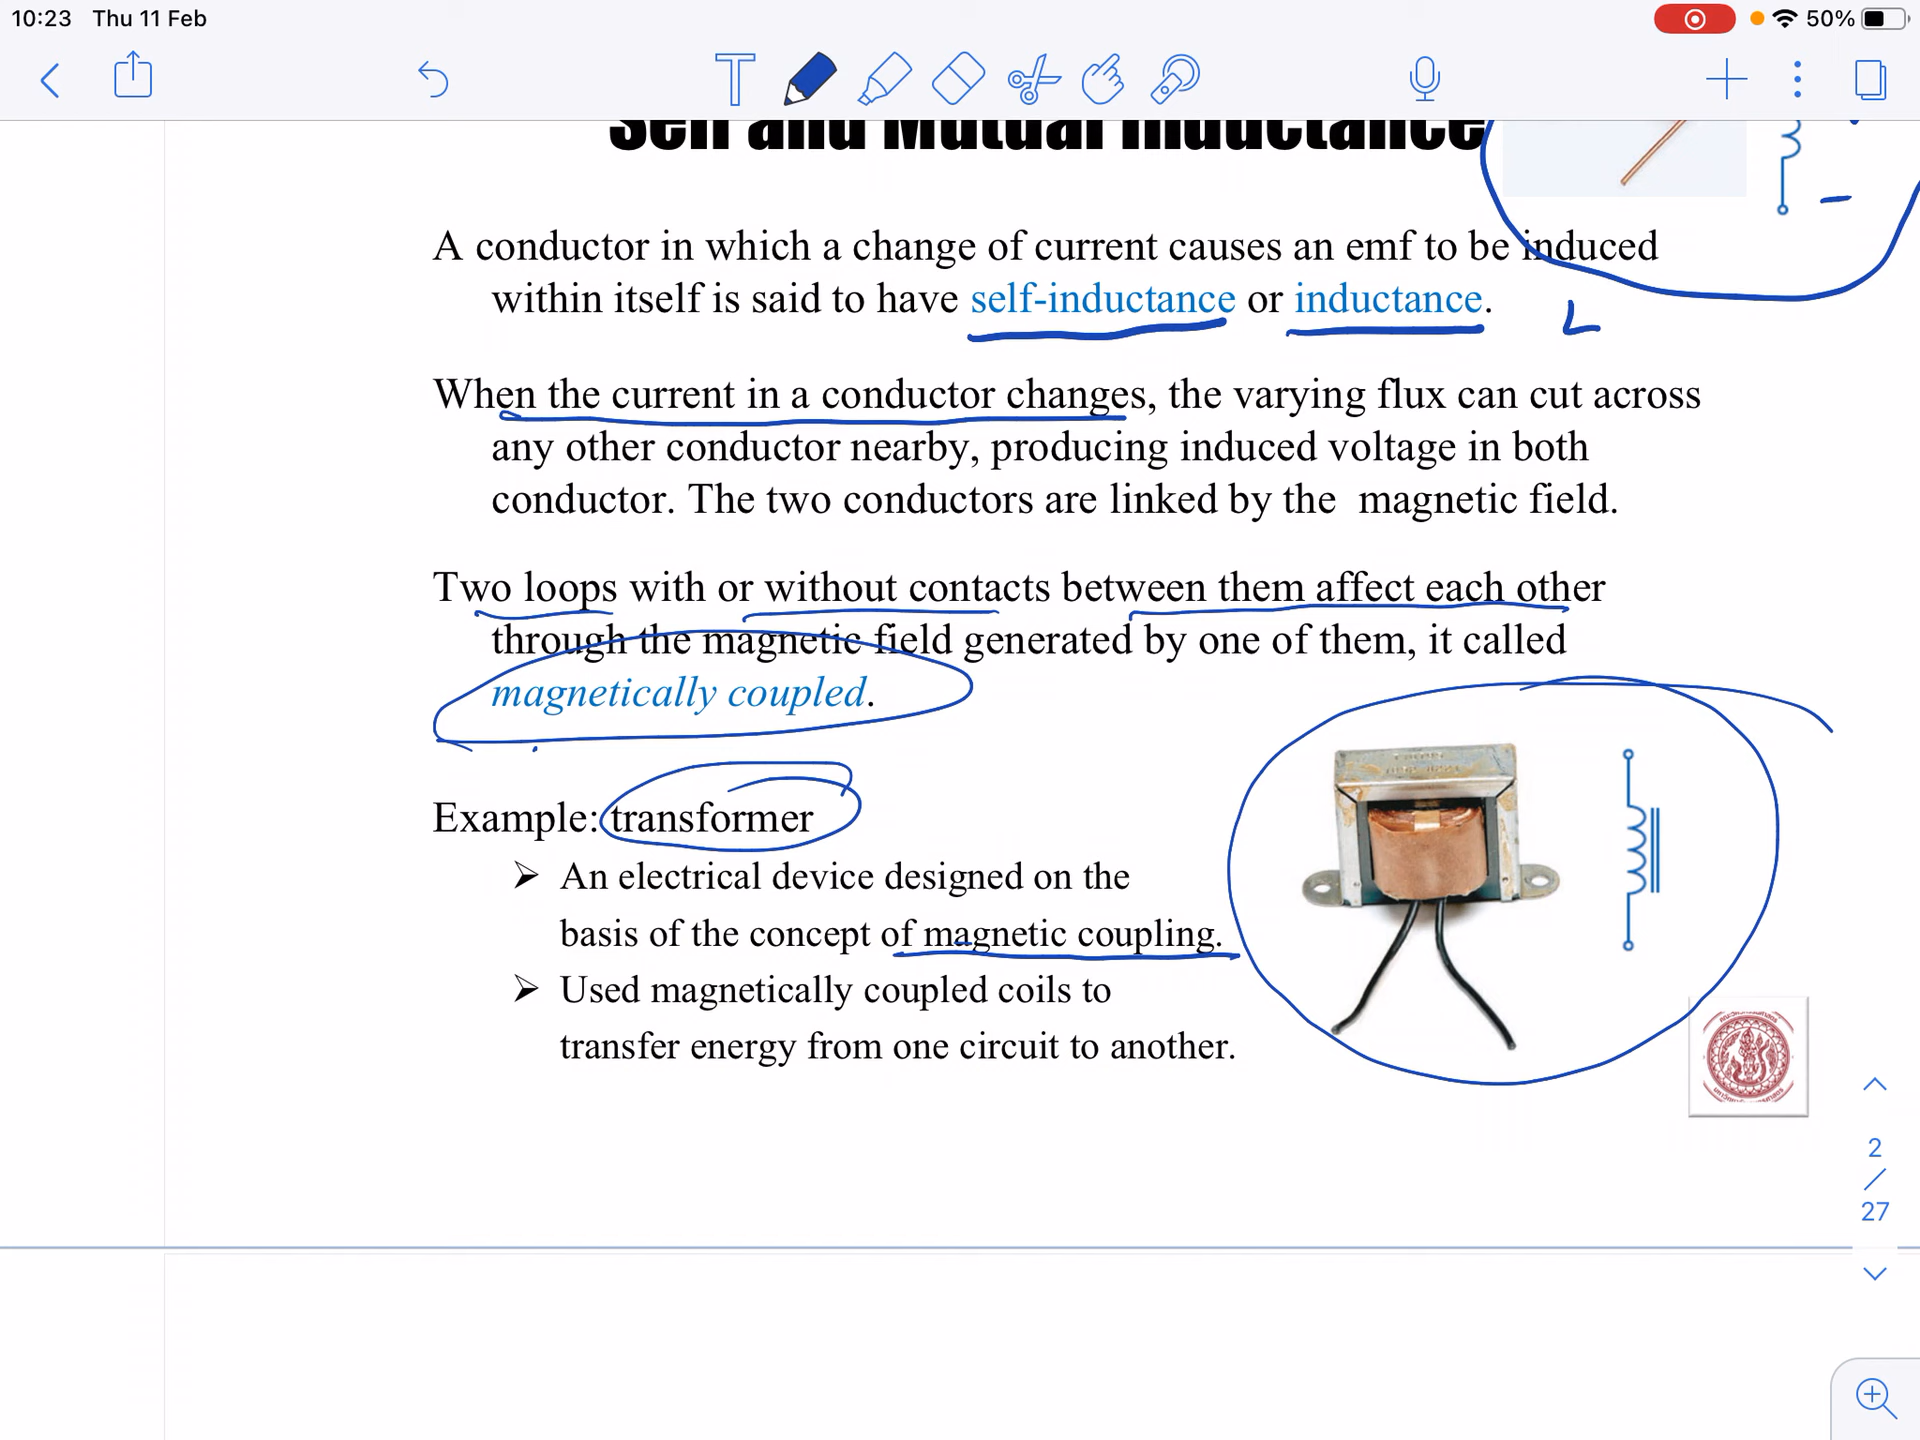 10:23 Thu 11 Feb
50%
Self and Mutual Inductance
A conductor in which a change of current causes an emf to be induced
within itself is said to have self-inductance or inductance.
L
When the current in a conductor changes, the varying flux can cut across
any other conductor nearby, producing induced voltage in both
conductor. The two conductors are linked by the magnetic field.
Two loops with or without contacts between them affect each other
through the magnetic field generated by one of them, it called
magnetically coupled.
Example: transformer
➢ An electrical device designed on the
basis of the concept of magnetic coupling.
➢ Used magnetically coupled coils to
transfer energy from one circuit to another.
2
/
27